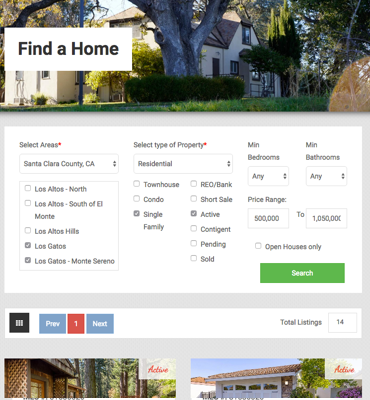 Find a Home
Select Areas*
Santa Clara County, CA
Los Altos - North
Los Altos - South of El
Monte
Los Altos Hills
Los Gatos
Los Gatos - Monte Sereno
Select type of Property*
Residential
Townhouse
Condo
Single
Family
REO/Bank
Short Sale
Active
Contigent
Pending
Sold
Min
Bedrooms
Any
Min
Bathrooms
Any
Price Range:
500,000
To
1,050,000
Open Houses only
Search
Prev
1
Next
Total Listings
14
Active
Active